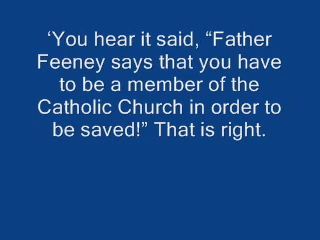 ‘You hear it said, “Father
Feeney says that you have
to be a member of the
Catholic Church in order to
be saved!” That is right.